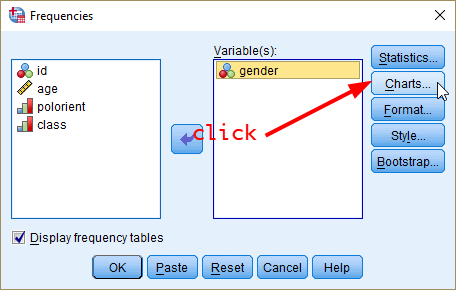 Frequencies
Variable(s):
id
age
polorient
class
gender
Statistics...
Charts...
Format...
Style...
Bootstrap...
click
Display frequency tables
OK Paste Reset Cancel Help